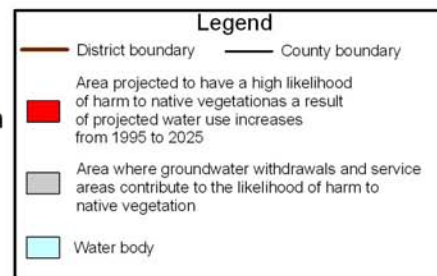 Legend
District boundary County boundary
Area projected to have a high likelihood
of harm to native vegetationas a result
of projected water use increases
from 1995 to 2025
Area where groundwater withdrawals and service
areas contribute to the likelihood of harm to
native vegetation
Water body